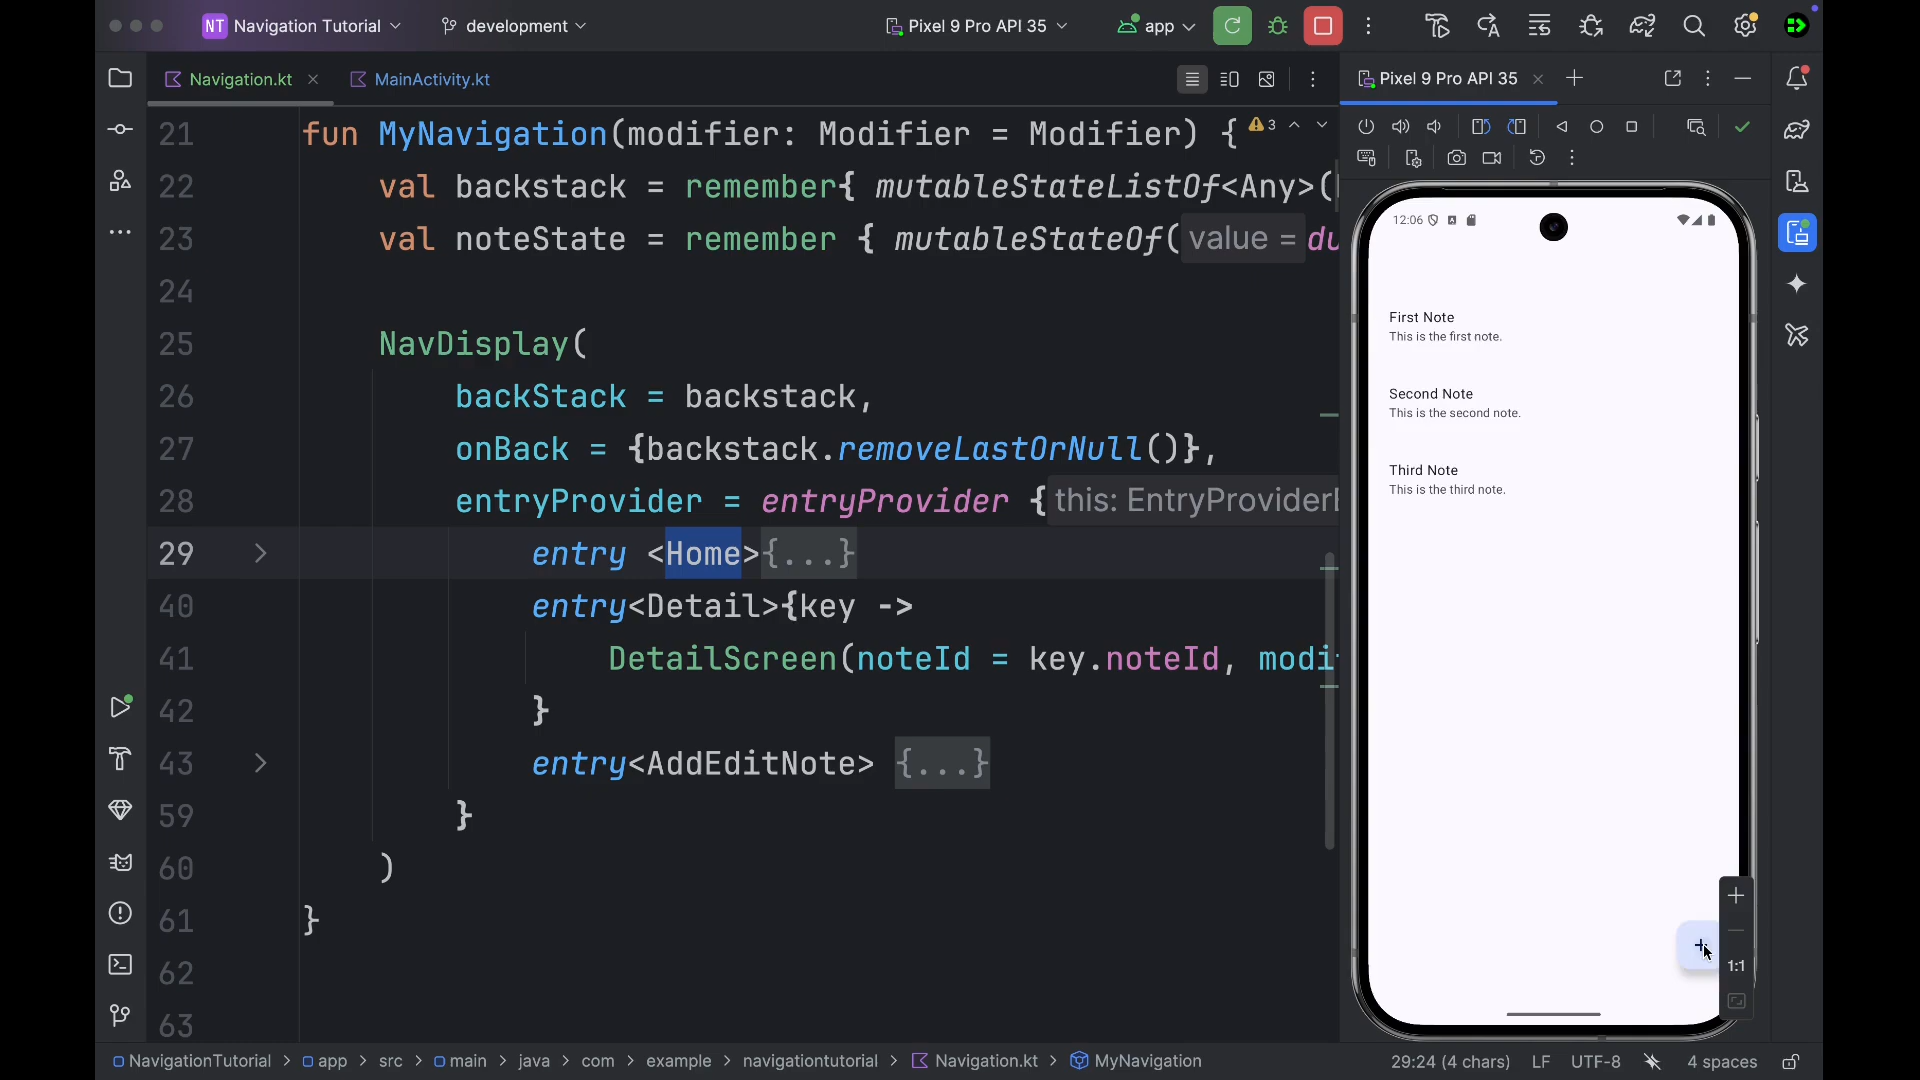 NT Navigation Tutorial
development
Pixel 9 Pro API 35
app
Navigation.kt
MainActivity.kt
Pixel 9 Pro API 35
3
21 fun MyNavigation(modifier: Modifier = Modifier) {
22 val backstack = remember{ mutableStateListOf<Any>(
23 val noteState = remember { mutableStateOf( value = du
24
25 NavDisplay(
26 backStack = backstack,
27 onBack = {backstack.removeLastOrNull()},
28 entryProvider = entryProvider { this: EntryProvider
29 entry <Home>{...}
40 entry<Detail>{key ->
41 DetailScreen(noteId = key.noteId, modi
42 }
43 entry<AddEditNote> {...}
59 }
60 )
61 }
62
63
12:06
First Note
This is the first note.
Second Note
This is the second note.
Third Note
This is the third note.
1:1
NavigationTutorial > app > src > main > java > com > example > navigationtutorial > Navigation.kt > MyNavigation
29:24 (4 chars) LF UTF-8 4 spaces